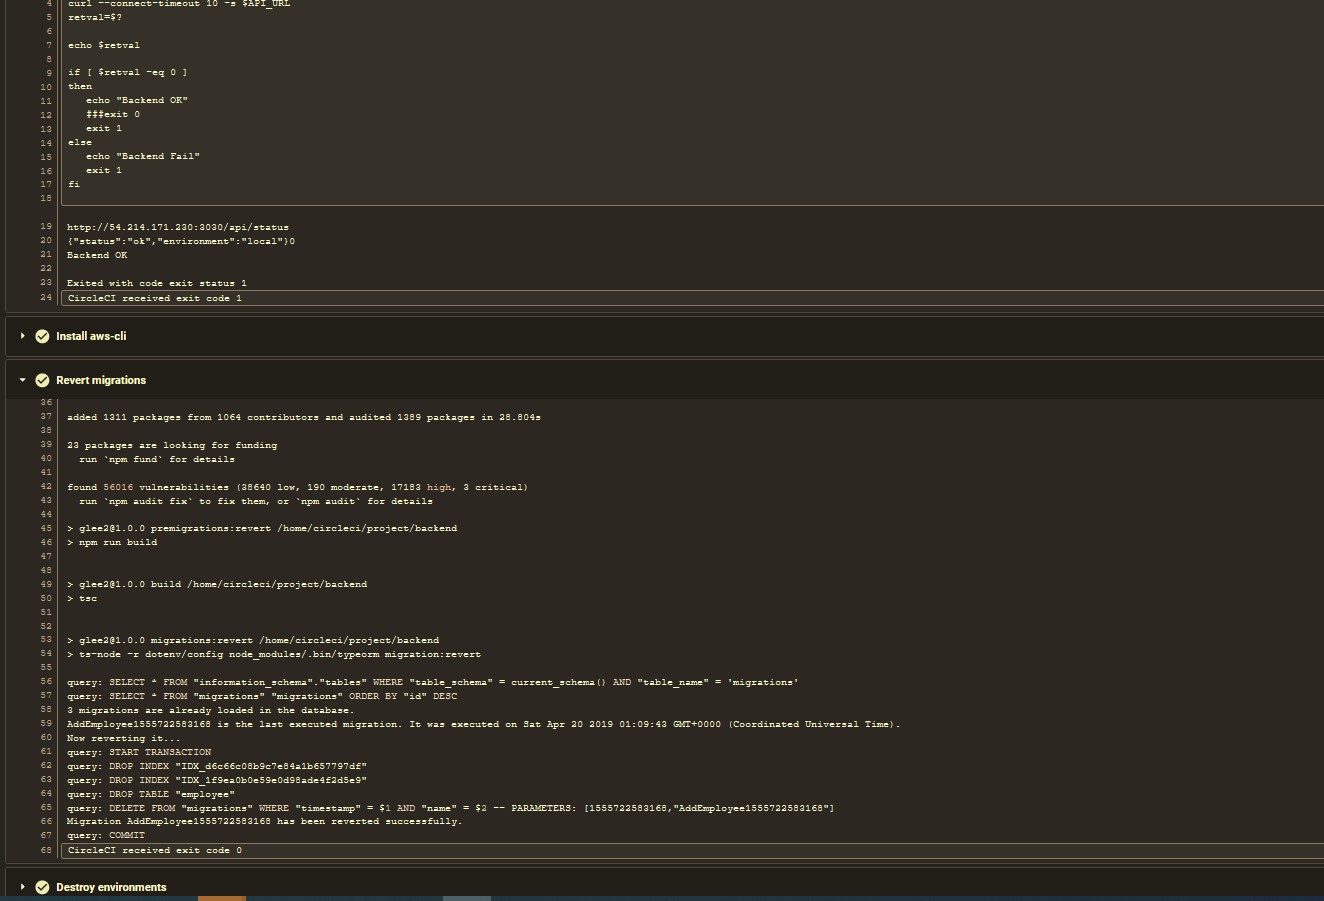 4 curl --connect-timeout 10 -s $API_URL
5 retval=$?
6
7 echo $retval
8
9 if [ $retval -eq 0 ]
10 then
11 echo "Backend OK"
12 ###exit 0
13 exit 1
14 else
15 echo "Backend Fail"
16 exit 1
17 fi
18
19 http://54.214.171.230:3030/api/status
20 {"status":"ok","environment":"local"}0
21 Backend OK
22
23 Exited with code exit status 1
24 CircleCI received exit code 1
Install aws-cli
Revert migrations
36
37 added 1311 packages from 1064 contributors and audited 1389 packages in 28.804s
38
39 23 packages are looking for funding
40 run `npm fund` for details
41
42 found 56016 vulnerabilities (38640 low, 190 moderate, 17183 high, 3 critical)
43 run `npm audit fix` to fix them, or `npm audit` for details
44
45 > glee2@1.0.0 premigrations:revert /home/circleci/project/backend
46 > npm run build
47
48
49 > glee2@1.0.0 build /home/circleci/project/backend
50 > tsc
51
52
53 > glee2@1.0.0 migrations:revert /home/circleci/project/backend
54 > ts-node -r dotenv/config node_modules/.bin/typeorm migration:revert
55
56 query: SELECT * FROM "information_schema"."tables" WHERE "table_schema" = current_schema() AND "table_name" = 'migrations'
57 query: SELECT * FROM "migrations" "migrations" ORDER BY "id" DESC
58 3 migrations are already loaded in the database.
59 AddEmployee1555722583168 is the last executed migration. It was executed on Sat Apr 20 2019 01:09:43 GMT+0000 (Coordinated Universal Time).
60 Now reverting it...
61 query: START TRANSACTION
62 query: DROP INDEX "IDX_d6c66c08b9c7e84a1b657797df"
63 query: DROP INDEX "IDX_1f9ea0b0e59e0d98ade4f2d5e9"
64 query: DROP TABLE "employee"
65 query: DELETE FROM "migrations" WHERE "timestamp" = $1 AND "name" = $2 -- PARAMETERS: [1555722583168,"AddEmployee1555722583168"]
66 Migration AddEmployee1555722583168 has been reverted successfully.
67 query: COMMIT
68 CircleCI received exit code 0
Destroy environments